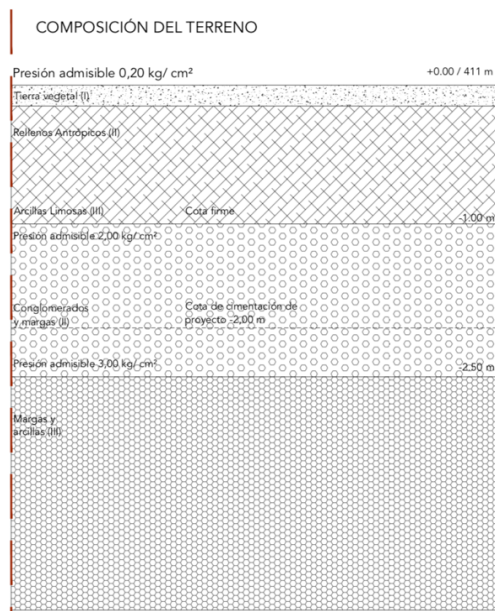 COMPOSICIÓN DEL TERRENO
Presión admisible 0,20 kg/ cm²
+0.00 / 411 m
Tierra vegetal (I)
Rellenos Antrópicos (II)
Arcillas Limosas (III)
Cota firme
-1.00 m
Presión admisible 2,00 kg/ cm²
Conglomerados
y margas (II)
Cota de cimentación de
proyecto -2,00 m
Presión admisible 3,00 kg/ cm²
-2.50 m
Margas y
arcillas (III)